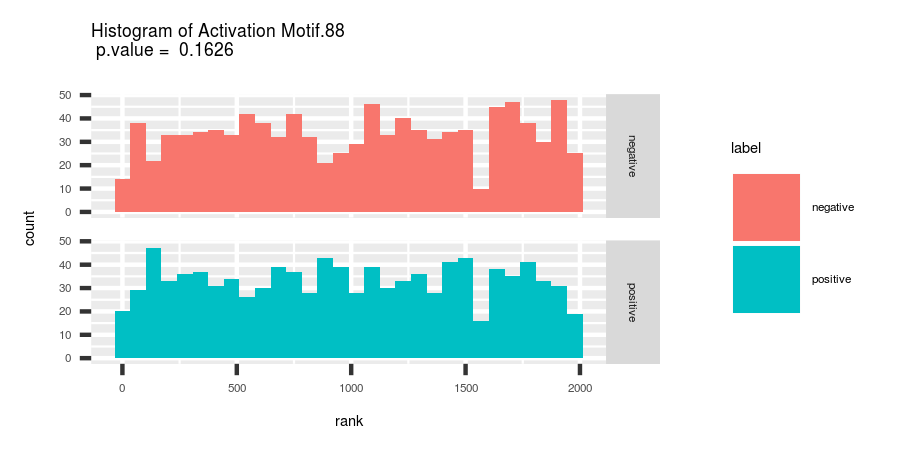 Histogram of Activation Motif.88
p.value =  0.1626
count
50
40
30
20
10
0
negative
50
40
30
20
10
0
positive
0 500 1000 1500 2000
rank
label
negative
positive